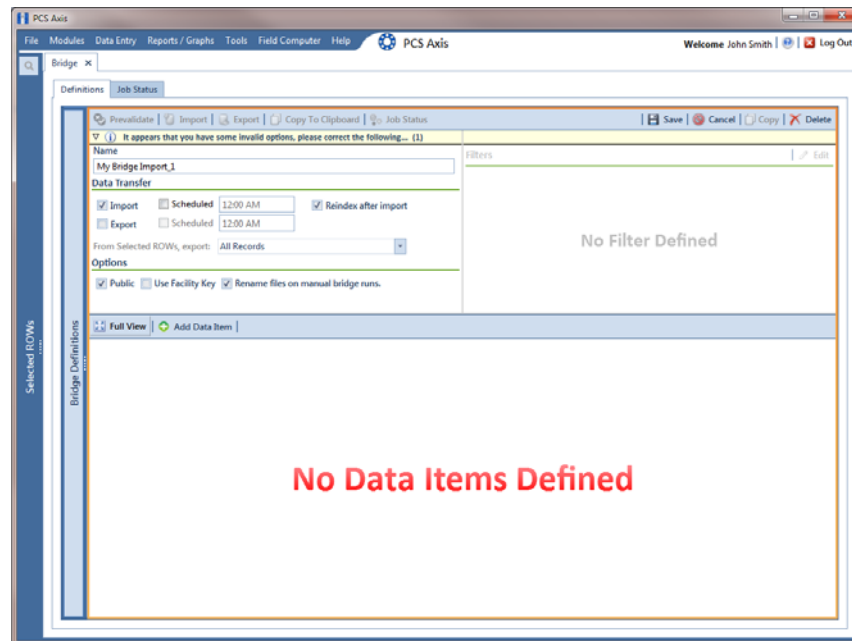 PCS Axis
File Modules Data Entry Reports / Graphs Tools Field Computer Help PCS Axis Welcome John Smith | | Log Out
Bridge
Definitions Job Status
Prevalidate | Import | Export | Copy To Clipboard | Job Status | Save | Cancel | Copy | Delete
It appears that you have some invalid options, please correct the following... (1)
Name
My Bridge Import_1
Filters | Edit
Data Transfer
Import Scheduled 12:00 AM Reindex after import
Export Scheduled 12:00 AM
No Filter Defined
From Selected ROWs, export: All Records
Options
Public Use Facility Key Rename files on manual bridge runs.
Full View | Add Data Item |
Selected ROWs
Bridge Definitions
No Data Items Defined